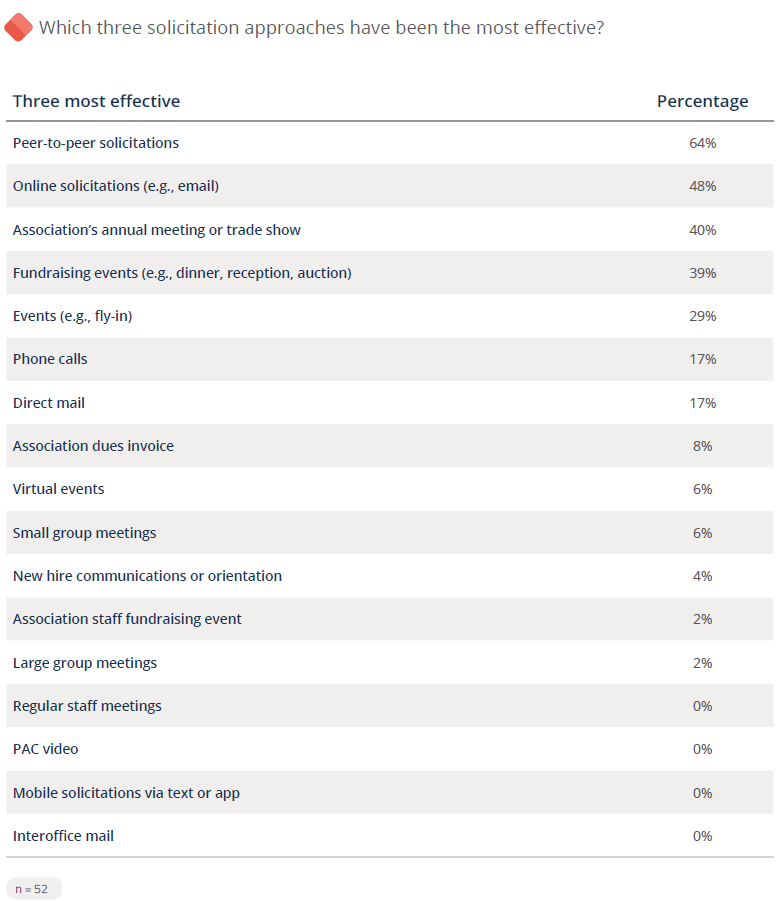 Which three solicitation approaches have been the most effective?
Three most effective Percentage
Peer-to-peer solicitations 64%
Online solicitations (e.g., email) 48%
Association’s annual meeting or trade show 40%
Fundraising events (e.g., dinner, reception, auction) 39%
Events (e.g., fly-in) 29%
Phone calls 17%
Direct mail 17%
Association dues invoice 8%
Virtual events 6%
Small group meetings 6%
New hire communications or orientation 4%
Association staff fundraising event 2%
Large group meetings 2%
Regular staff meetings 0%
PAC video 0%
Mobile solicitations via text or app 0%
Interoffice mail 0%
n = 52